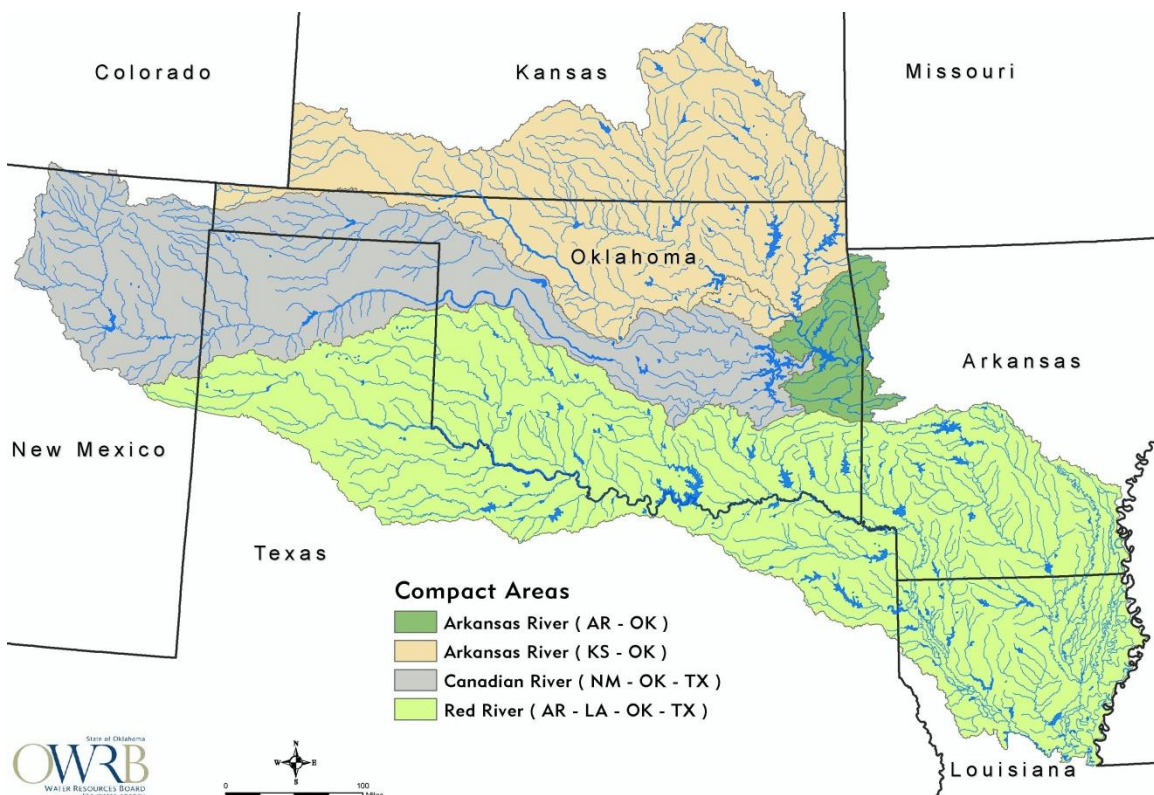 Colorado
Kansas
Missouri
Oklahoma
Arkansas
New Mexico
Texas
Compact Areas
Arkansas River ( AR - OK )
Arkansas River ( KS - OK )
Canadian River ( NM - OK - TX )
Red River ( AR - LA - OK - TX )
Louisiana
State of Oklahoma
OWRB
WATER RESOURCES BOARD
N
W E
S
0 100
Miles